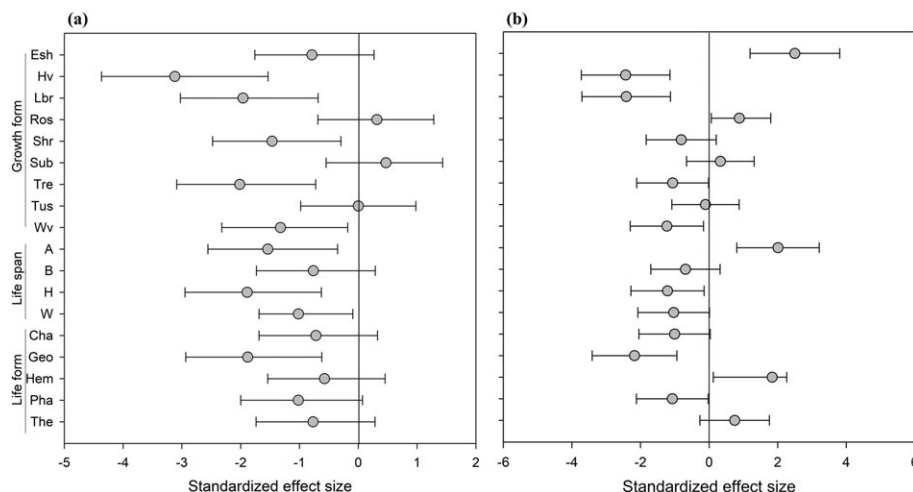 (a)
(b)
Growth form
Esh
Hv
Lbr
Ros
Shr
Sub
Tre
Tus
Wv
Life span
A
B
H
W
Life form
Cha
Geo
Hem
Pha
The
-5 -4 -3 -2 -1 0 1 2
-6 -4 -2 0 2 4 6
Standardized effect size
Standardized effect size